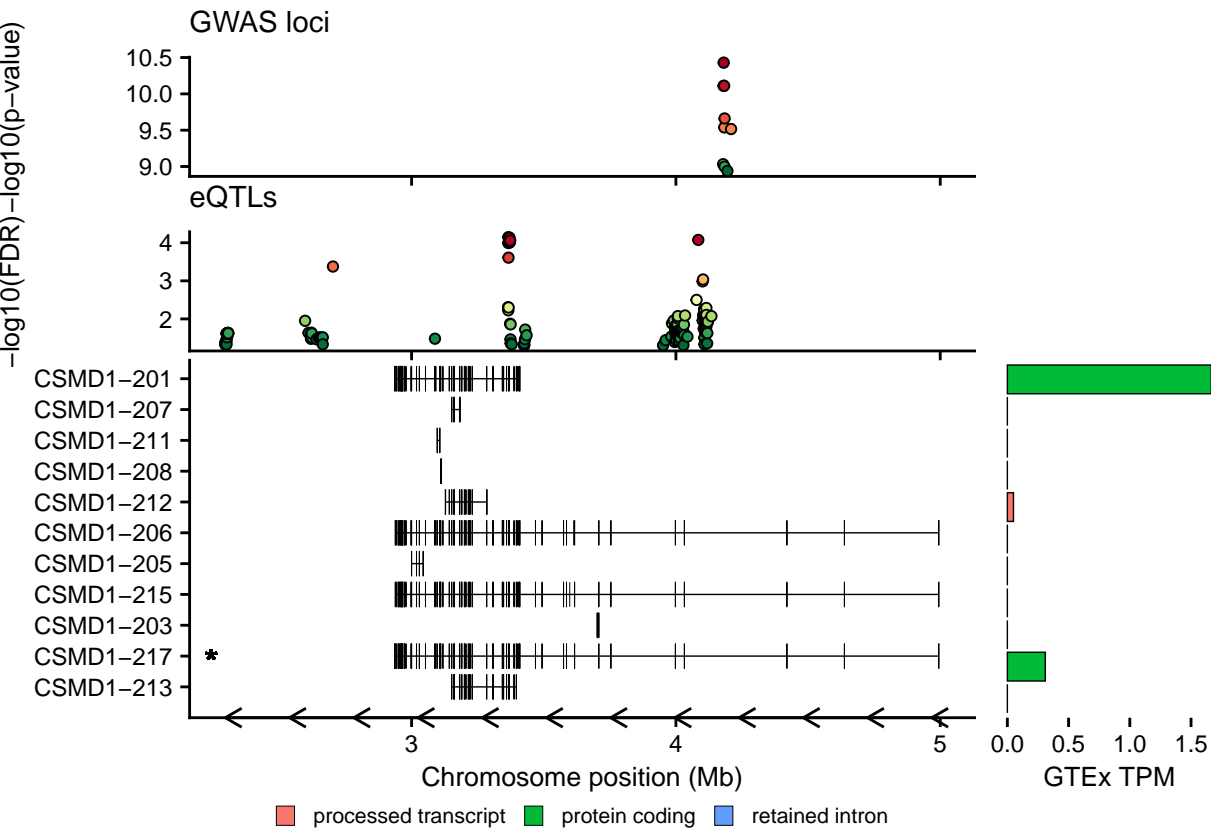 GWAS loci
−log10(p−value)
10.5
10.0
9.5
9.0
eQTLs
−log10(FDR)
4
3
2
CSMD1−201
CSMD1−207
CSMD1−211
CSMD1−208
CSMD1−212
CSMD1−206
CSMD1−205
CSMD1−215
CSMD1−203
CSMD1−217 *
CSMD1−213
3 4 5
Chromosome position (Mb)
0.0 0.5 1.0 1.5
GTEx TPM
processed transcript protein coding retained intron